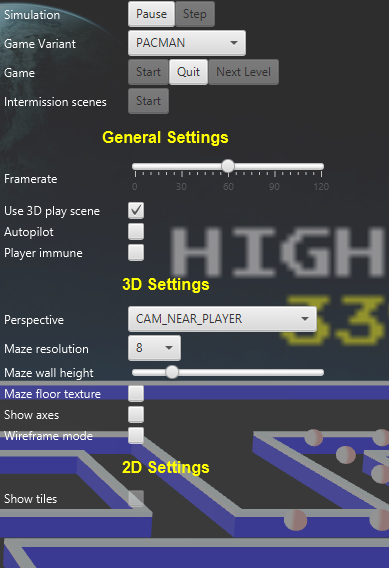 Simulation Pause Step
Game Variant PACMAN
Game Start Quit Next Level
Intermission scenes Start
General Settings
Framerate
0 30 60 90 120
Use 3D play scene
Autopilot
Player immune
HIGH
33
3D Settings
Perspective CAM_NEAR_PLAYER
Maze resolution 8
Maze wall height
Maze floor texture
Show axes
Wireframe mode
2D Settings
Show tiles